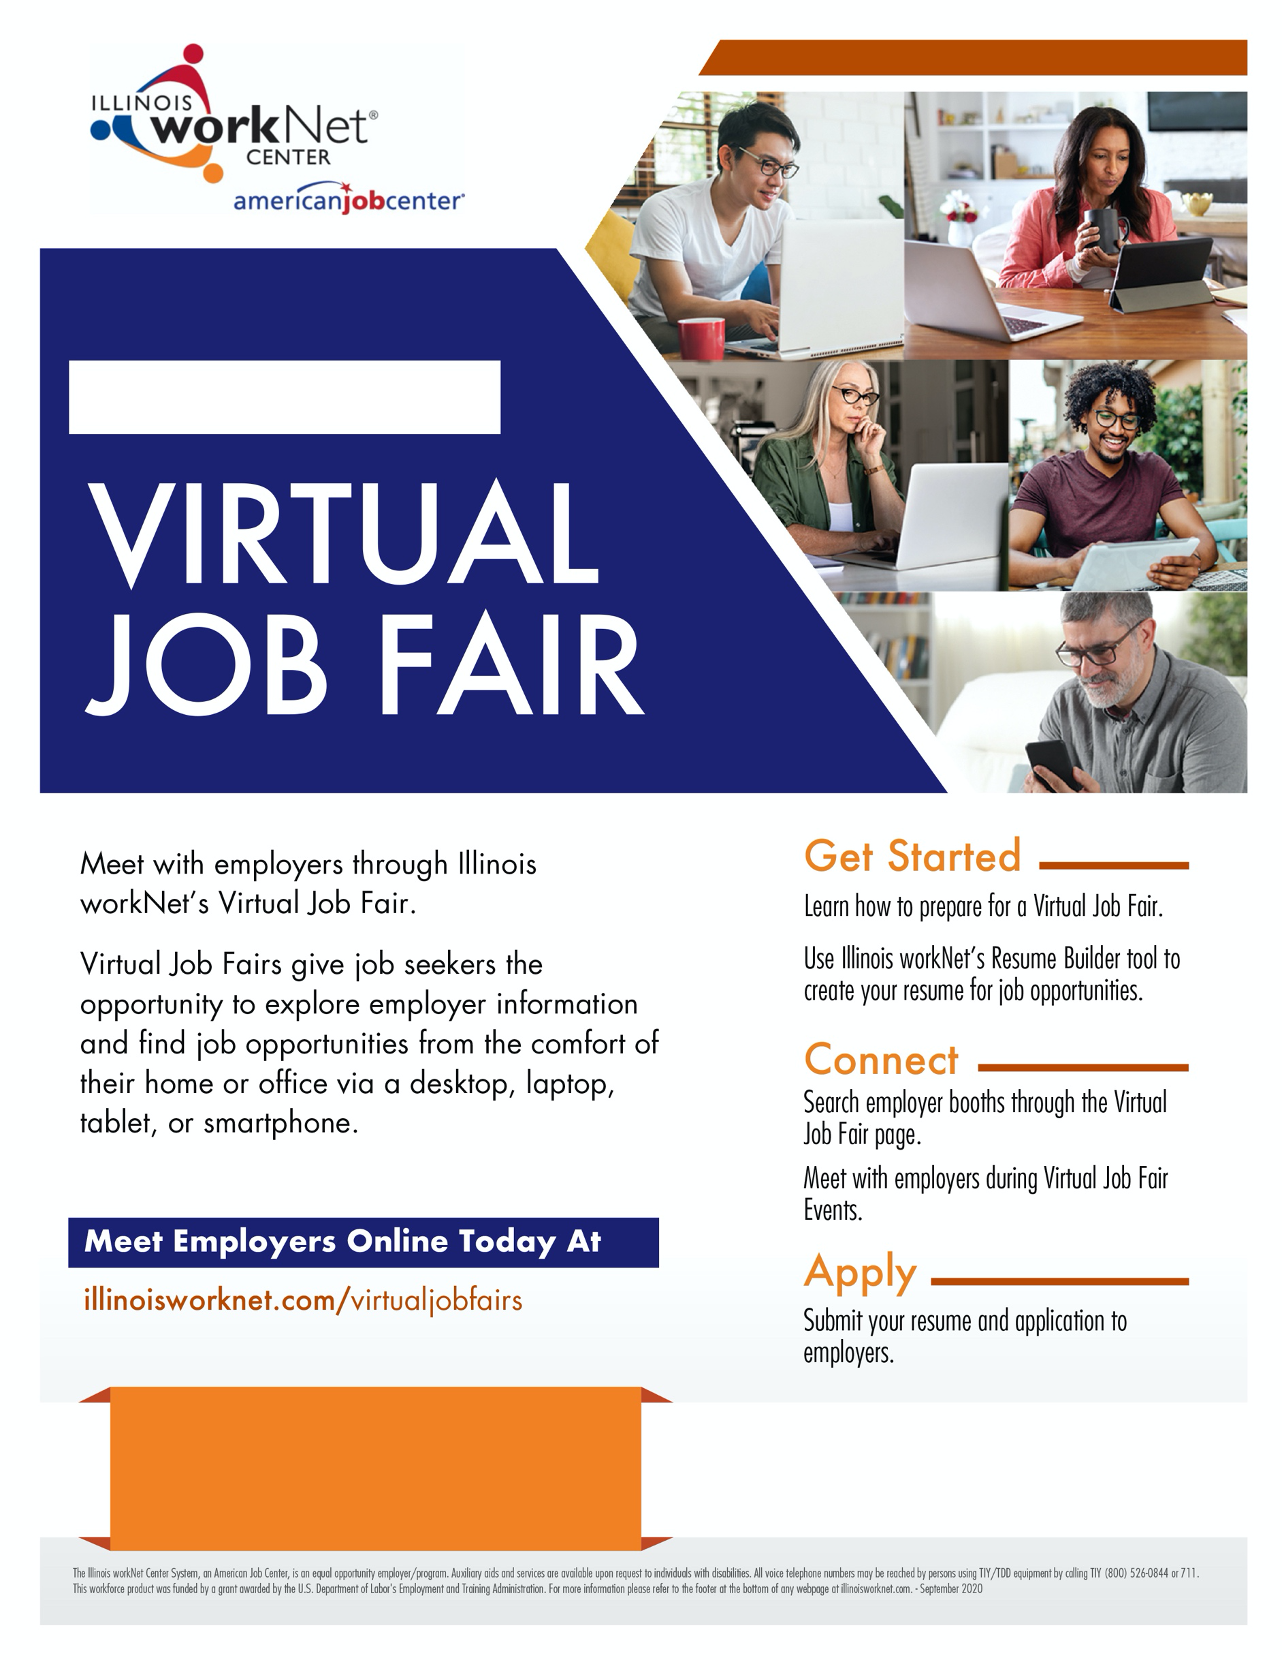 ILLINOIS
workNet®
CENTER
americanjobcenter®
VIRTUAL
JOB FAIR
Meet with employers through Illinois
workNet’s Virtual Job Fair.
Virtual Job Fairs give job seekers the
opportunity to explore employer information
and find job opportunities from the comfort of
their home or office via a desktop, laptop,
tablet, or smartphone.
Meet Employers Online Today At
illinoisworknet.com/virtualjobfairs
Get Started
Learn how to prepare for a Virtual Job Fair.
Use Illinois workNet’s Resume Builder tool to
create your resume for job opportunities.
Connect
Search employer booths through the Virtual
Job Fair page.
Meet with employers during Virtual Job Fair
Events.
Apply
Submit your resume and application to
employers.
The Illinois workNet Center System, an American Job Center, is an equal opportunity employer/program. Auxiliary aids and services are available upon request to individuals with disabilities. All voice telephone numbers may be reached by persons using TIY/TDD equipment by calling TIY (800) 526-0844 or 711.
This workforce product was funded by a grant awarded by the U.S. Department of Labor's Employment and Training Administration. For more information please refer to the footer at the bottom of any webpage at illinoisworknet.com. - September 2020